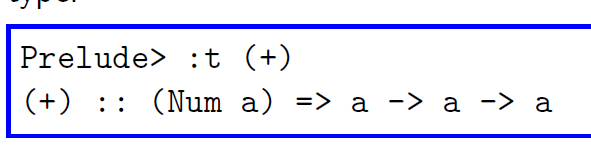 Prelude> :t (+)
(+) :: (Num a) => a -> a -> a